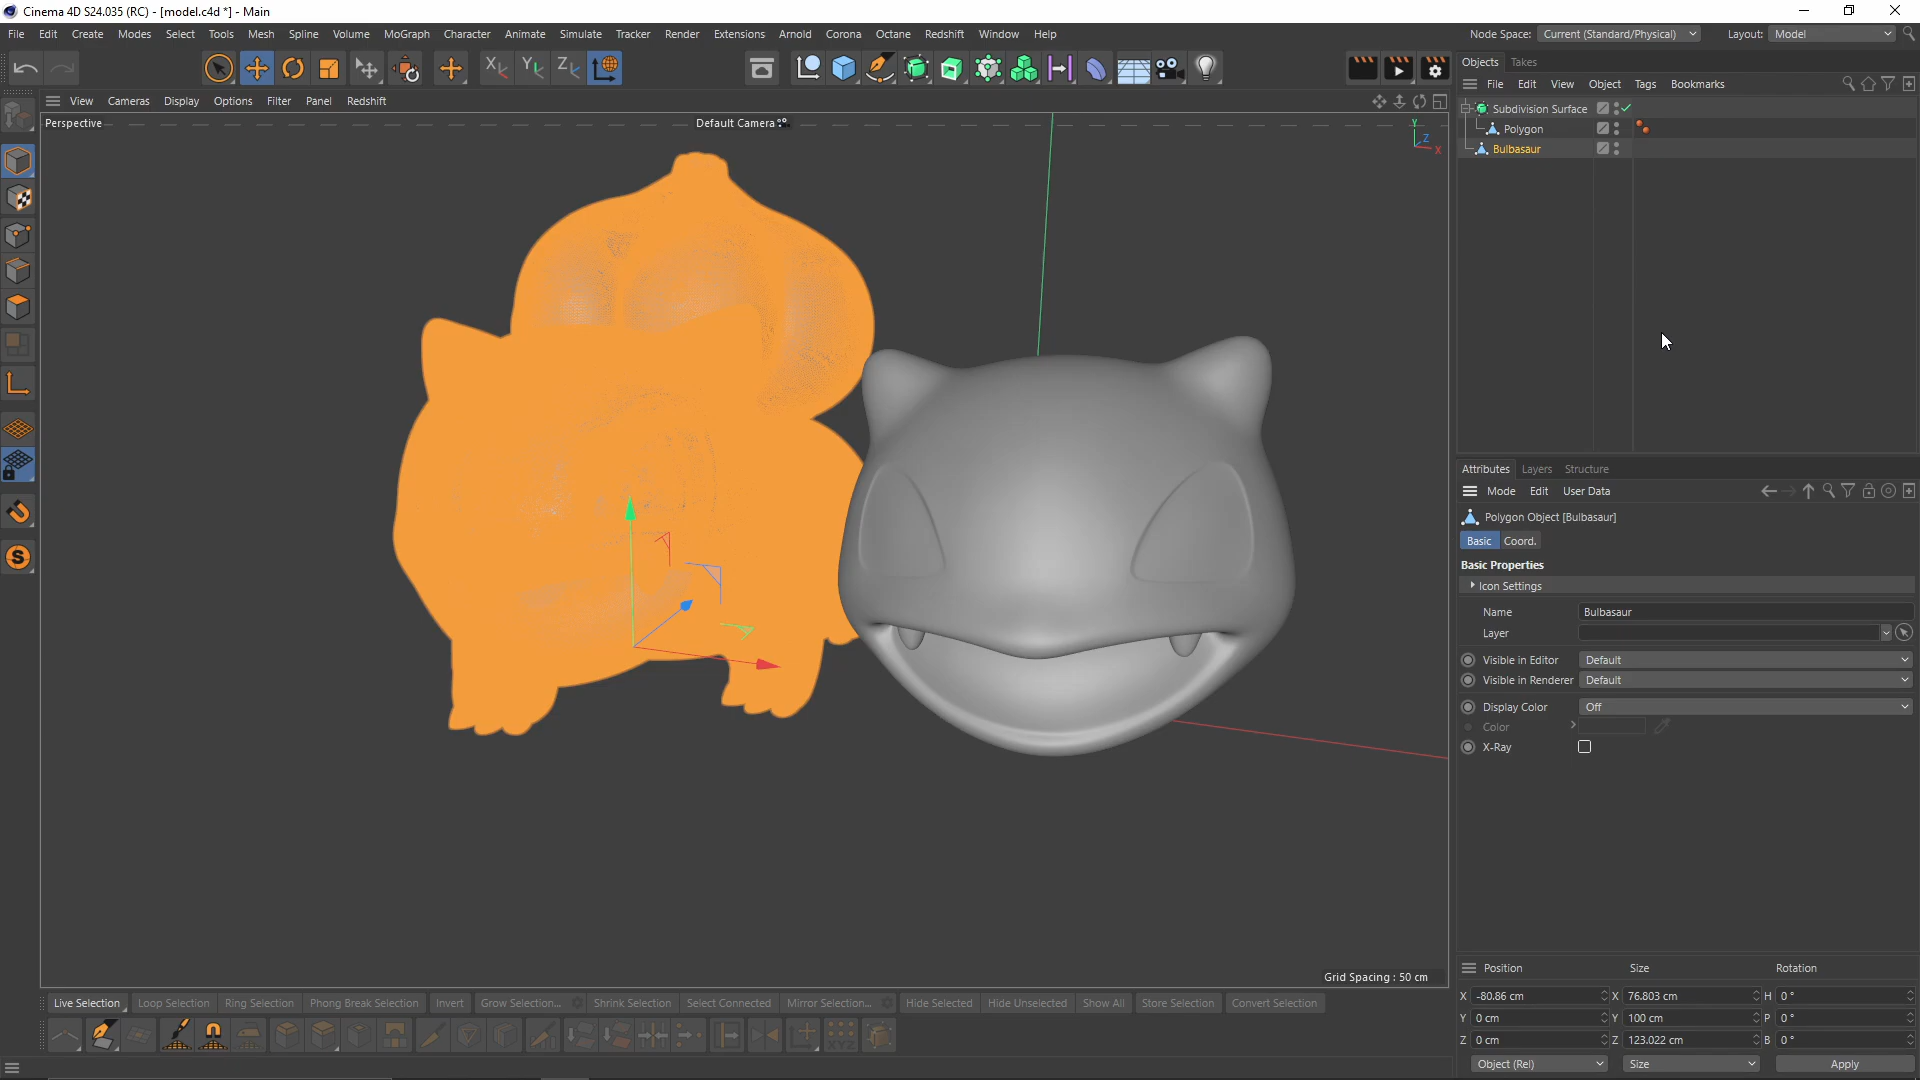 Cinema 4D S24.035 (RC) - [model.c4d *] - Main
File Edit Create Modes Select Tools Mesh Spline Volume MoGraph Character Animate Simulate Tracker Render Extensions Arnold Corona Octane Redshift Window Help
Node Space: Current (Standard/Physical) Layout: Model
View Cameras Display Options Filter Panel Redshift
Perspective
Default Camera
Y
Z
X
Grid Spacing : 50 cm
Objects Takes
File Edit View Object Tags Bookmarks
Subdivision Surface
Polygon
Bulbasaur
Attributes Layers Structure
Mode Edit User Data
Polygon Object [Bulbasaur]
Basic Coord.
Basic Properties
Icon Settings
Name Bulbasaur
Layer
Visible in Editor Default
Visible in Renderer Default
Display Color Off
Color
X-Ray
Position Size Rotation
X -80.86 cm X 76.803 cm H 0 °
Y 0 cm Y 100 cm P 0 °
Z 0 cm Z 123.022 cm B 0 °
Object (Rel) Size Apply
Live Selection Loop Selection Ring Selection Phong Break Selection Invert Grow Selection... Shrink Selection Select Connected Mirror Selection... Hide Selected Hide Unselected Show All Store Selection Convert Selection
XYZ